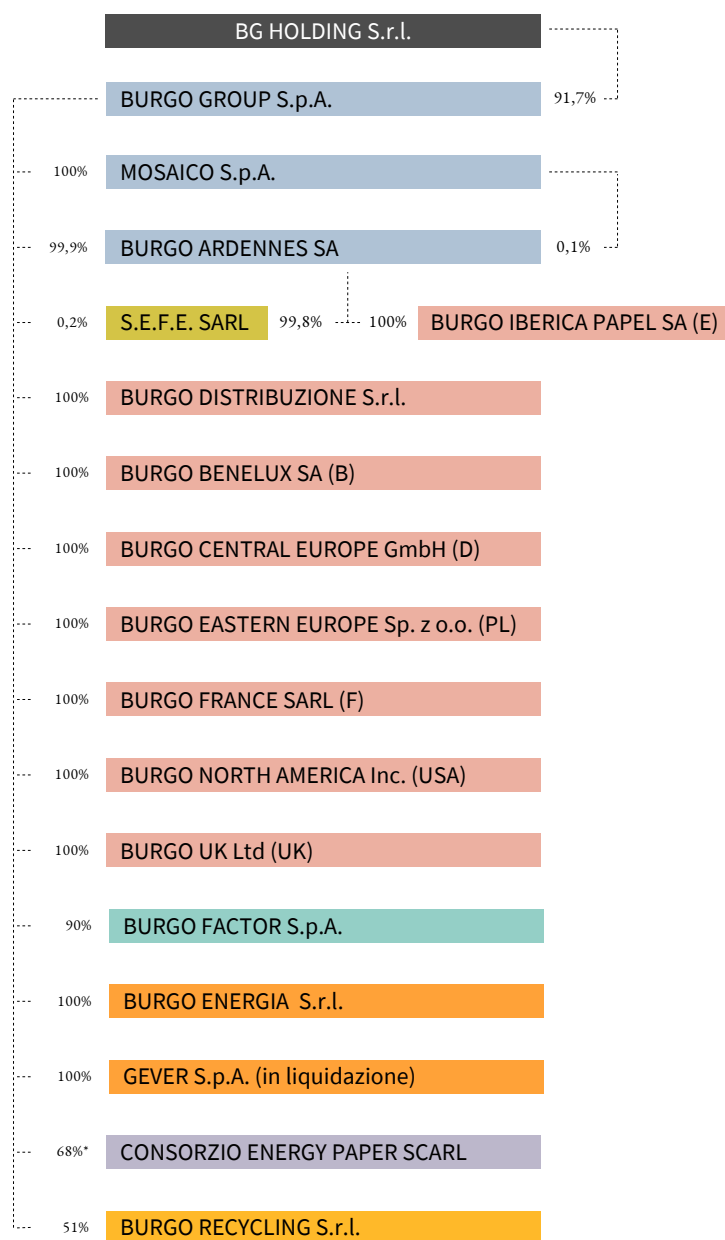 BG HOLDING S.r.l.
BURGO GROUP S.p.A. 91,7%
100% MOSAICO S.p.A.
99,9% BURGO ARDENNES SA 0,1%
0,2% S.E.F.E. SARL 99,8% 100% BURGO IBERICA PAPEL SA (E)
100% BURGO DISTRIBUZIONE S.r.l.
100% BURGO BENELUX SA (B)
100% BURGO CENTRAL EUROPE GmbH (D)
100% BURGO EASTERN EUROPE Sp. z o.o. (PL)
100% BURGO FRANCE SARL (F)
100% BURGO NORTH AMERICA Inc. (USA)
100% BURGO UK Ltd (UK)
90% BURGO FACTOR S.p.A.
100% BURGO ENERGIA S.r.l.
100% GEVER S.p.A. (in liquidazione)
68%* CONSORZIO ENERGY PAPER SCARL
51% BURGO RECYCLING S.r.l.